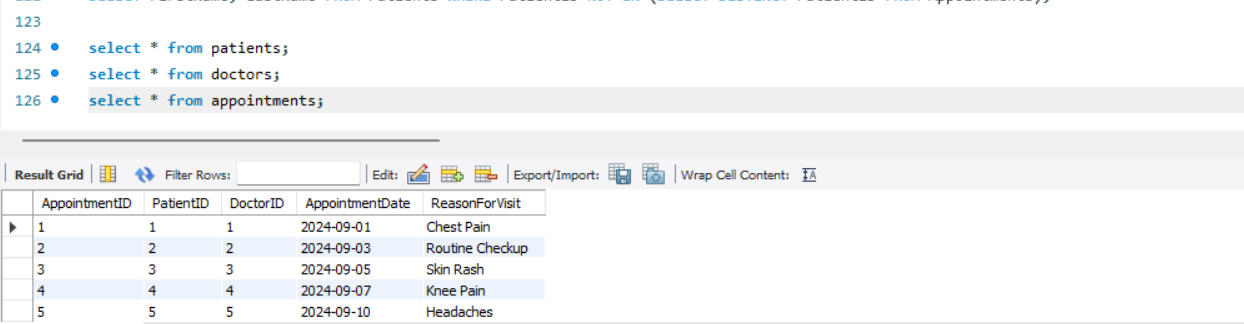 123
124 select * from patients;
125 select * from doctors;
126 select * from appointments;
Result Grid Filter Rows: Edit: Export/Import: Wrap Cell Content:
AppointmentID PatientID DoctorID AppointmentDate ReasonForVisit
1 1 1 2024-09-01 Chest Pain
2 2 2 2024-09-03 Routine Checkup
3 3 3 2024-09-05 Skin Rash
4 4 4 2024-09-07 Knee Pain
5 5 5 2024-09-10 Headaches